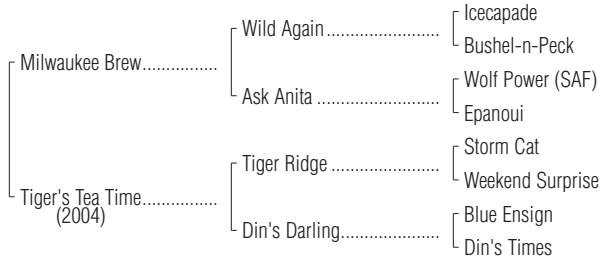 Icecapade
Wild Again ........................
Bushel-n-Peck
Milwaukee Brew................
Wolf Power (SAF)
Ask Anita ..........................
Epanoui
Storm Cat
Tiger Ridge .......................
Weekend Surprise
Tiger's Tea Time................
(2004)
Blue Ensign
Din's Darling.....................
Din's Times